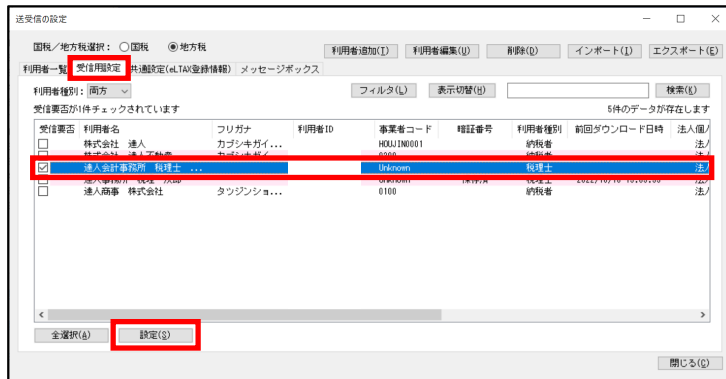 送受信の設定
国税／地方税選択： 国税 地方税 利用者追加(I) 利用者編集(U) 削除(D) インポート(I) エクスポート(E)
利用者一覧 受信用設定 共通設定(eLTAX登録情報) メッセージボックス
利用者種別： 両方 フィルタ(L) 表示切替(H) 検索(K)
受信要否が1件チェックされています 5件のデータが存在します
受信要否 利用者名 フリガナ 利用者ID 事業者コード 暗証番号 利用者種別 前回ダウンロード日時 法人個人
株式会社 達人 カブシキガイ... HOUJIN0001 納税者 法人
達人会計事務所 税理士 ... Unknown 税理士 法人
達人商事 株式会社 タツジンショ... 0100 納税者 法人
全選択(A) 設定(S)
閉じる(C)